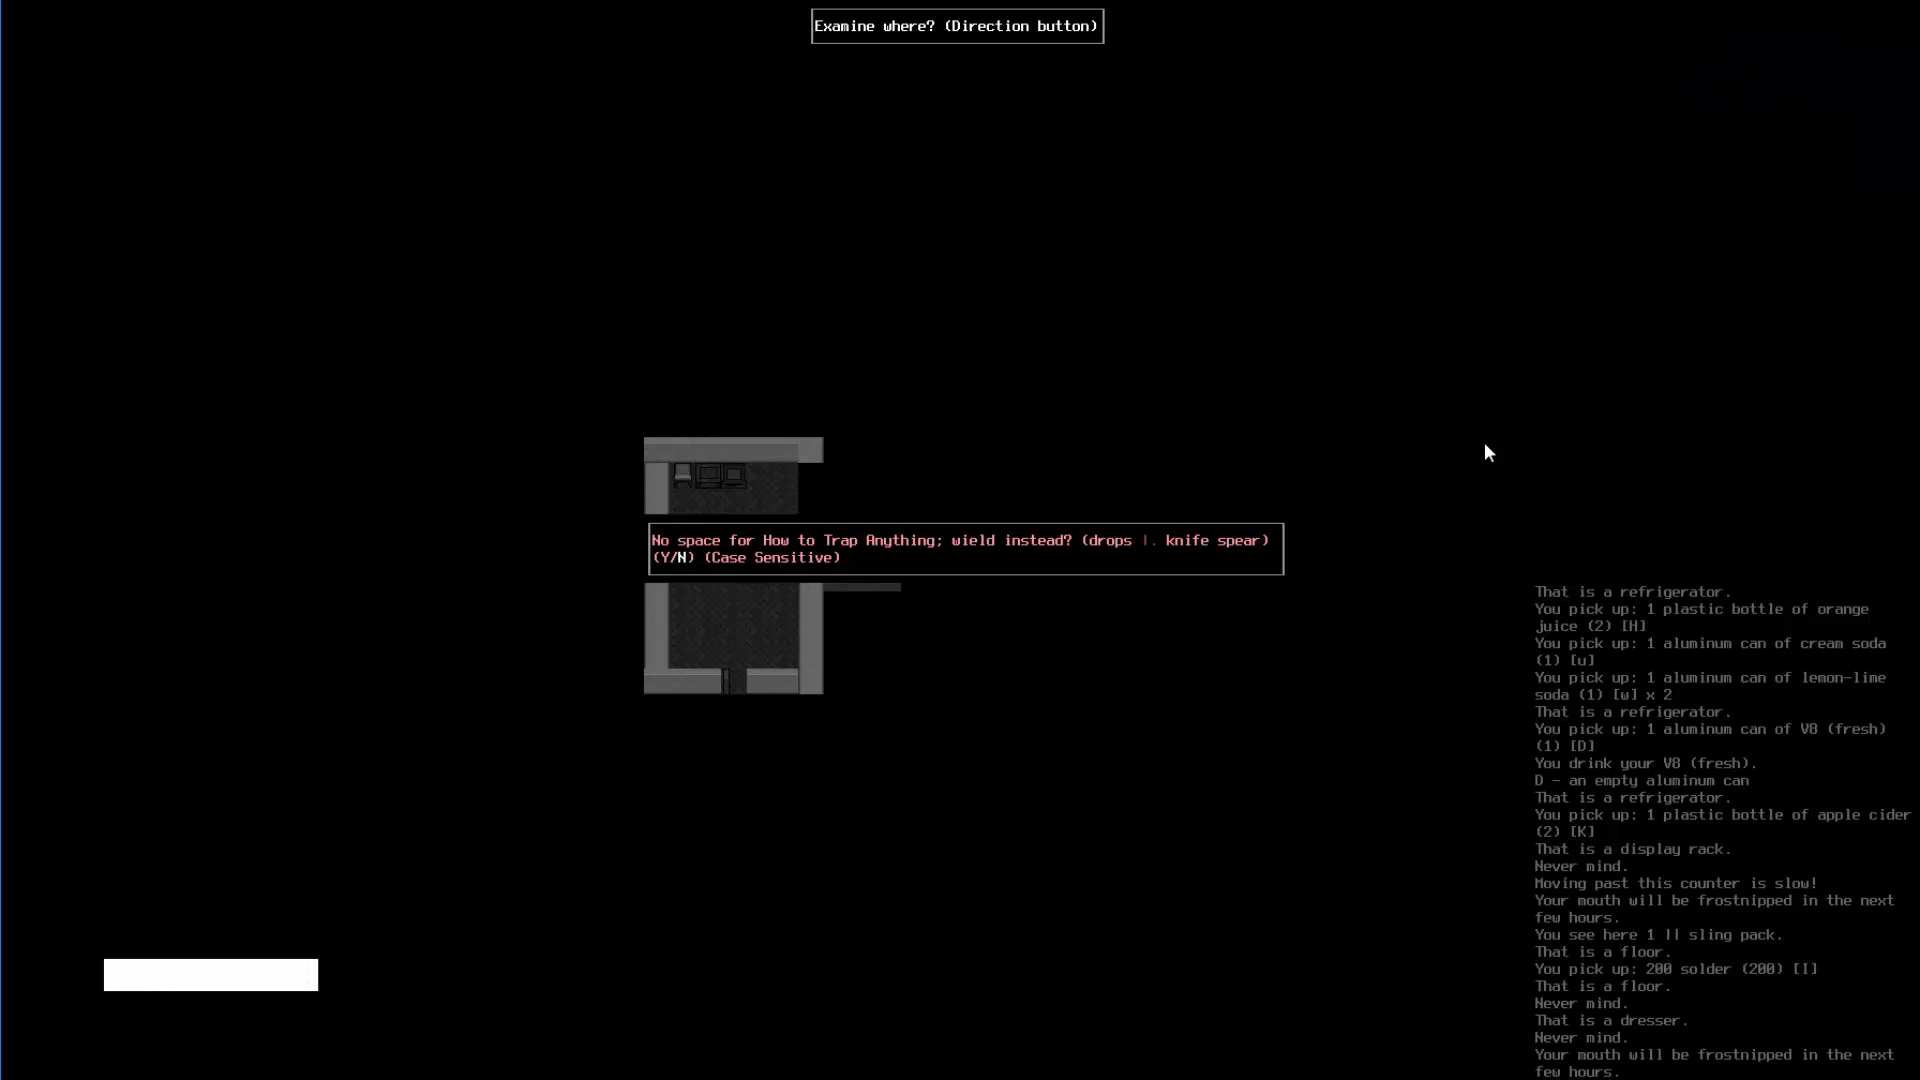 Examine where? (Direction button)
No space for How to Trap Anything; wield instead? (drops |. knife spear)
(Y/N) (Case Sensitive)
That is a refrigerator.
You pick up: 1 plastic bottle of orange
juice (2) [H]
You pick up: 1 aluminum can of cream soda
(1) [u]
You pick up: 1 aluminum can of lemon-lime
soda (1) [w] x 2
That is a refrigerator.
You pick up: 1 aluminum can of V8 (fresh)
(1) [D]
You drink your V8 (fresh).
D - an empty aluminum can
That is a refrigerator.
You pick up: 1 plastic bottle of apple cider
(2) [K]
That is a display rack.
Never mind.
Moving past this counter is slow!
Your mouth will be frostnipped in the next
few hours.
You see here 1 || sling pack.
That is a floor.
You pick up: 200 solder (200) [I]
That is a floor.
Never mind.
That is a dresser.
Never mind.
Your mouth will be frostnipped in the next
few hours.